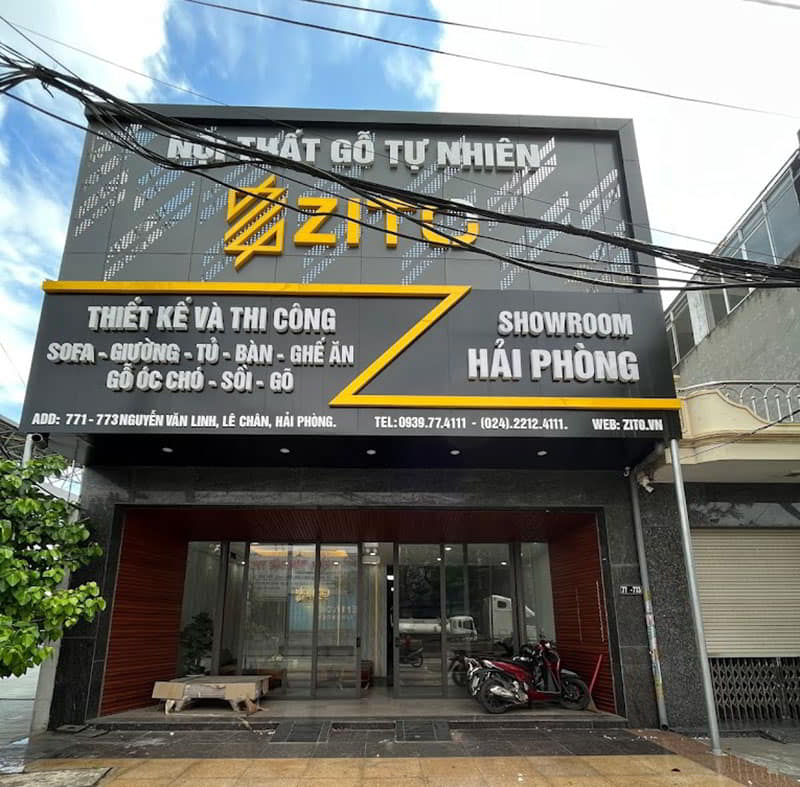 NỘI THẤT GỖ TỰ NHIÊN
ZITO
THIẾT KẾ VÀ THI CÔNG
SOFA - GIƯỜNG - TỦ - BÀN - GHẾ ĂN
GỖ ÓC CHÓ - SỒI - GÕ
SHOWROOM
HẢI PHÒNG
ADD: 771 - 773 NGUYỄN VĂN LINH, LÊ CHÂN, HẢI PHÒNG.
TEL: 0939.77.4111 - (024).2212.4111.
WEB: ZITO.VN